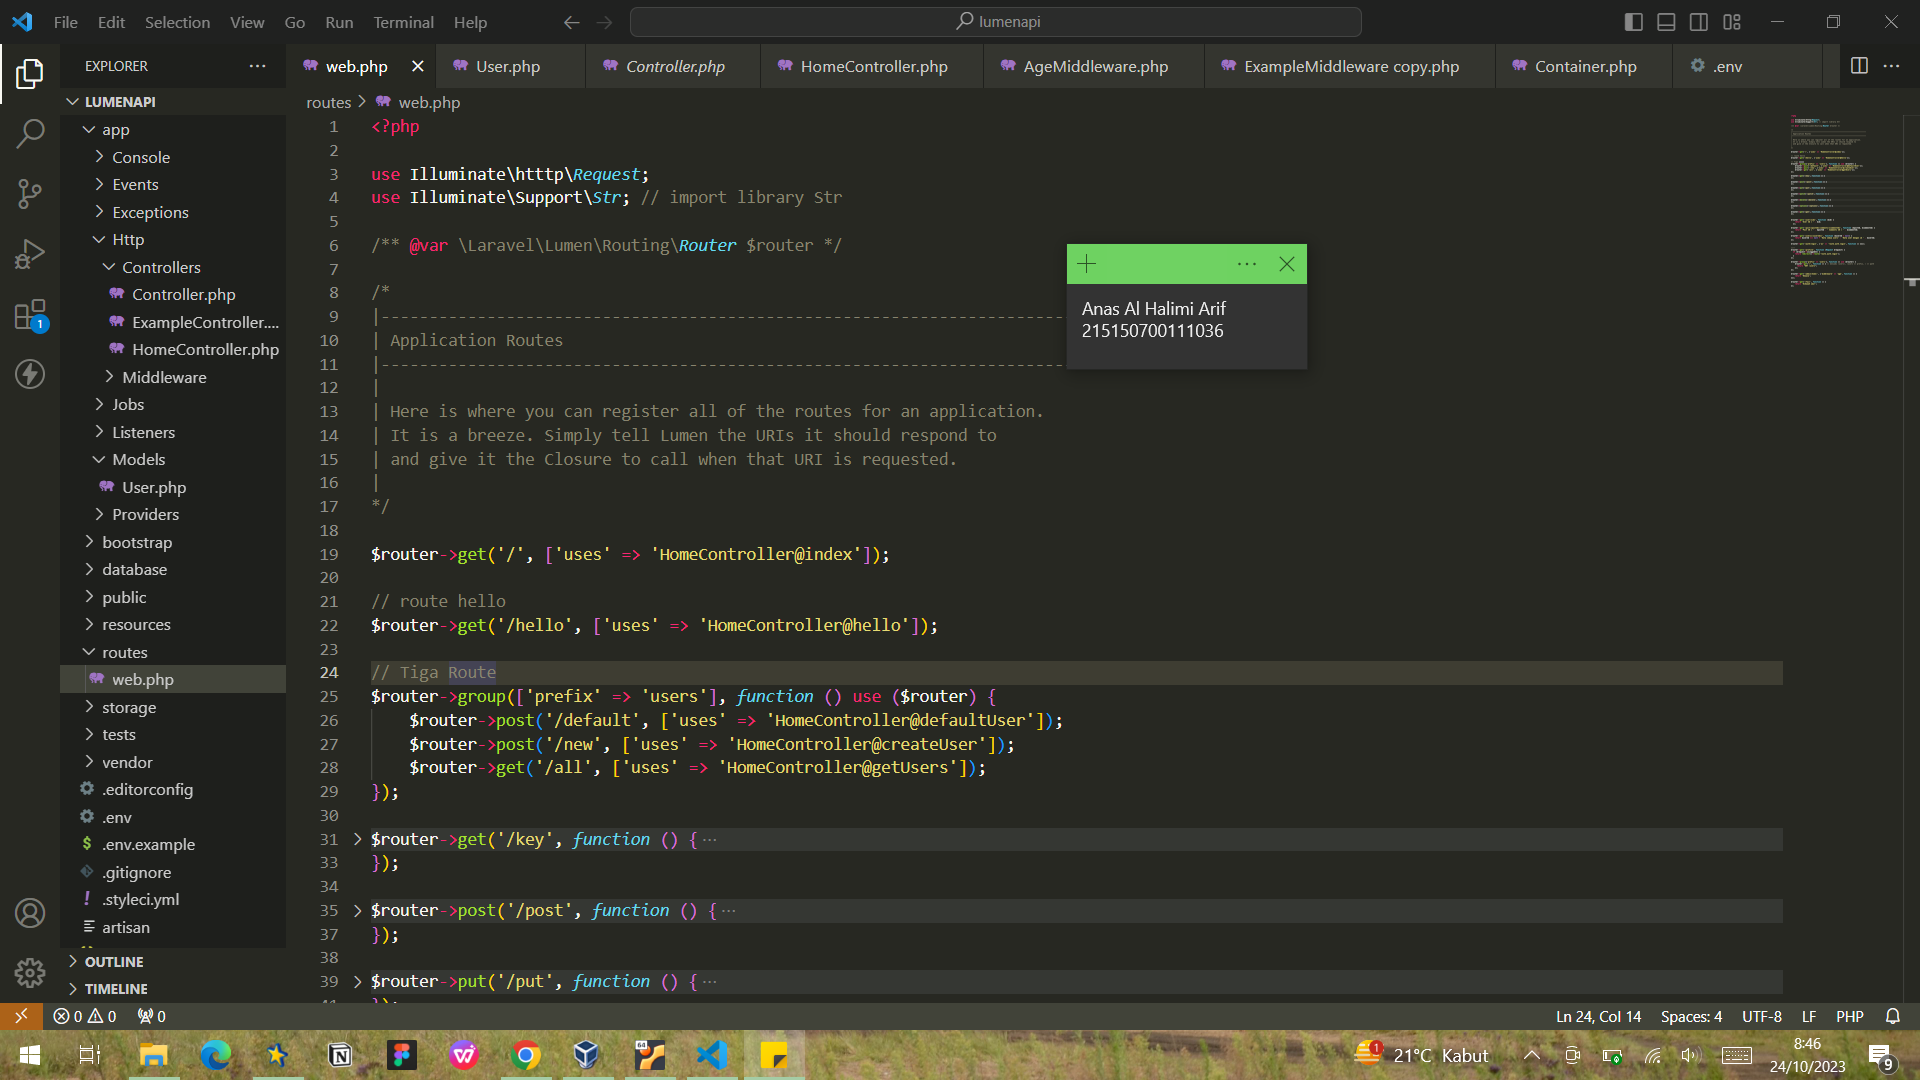 File Edit Selection View Go Run Terminal Help
lumenapi
EXPLORER
web.php
User.php
Controller.php
HomeController.php
AgeMiddleware.php
ExampleMiddleware copy.php
Container.php
.env
LUMENAPI
app
Console
Events
Exceptions
Http
Controllers
Controller.php
ExampleController....
HomeController.php
Middleware
Jobs
Listeners
Models
User.php
Providers
bootstrap
database
public
resources
routes
web.php
storage
tests
vendor
.editorconfig
.env
.env.example
.gitignore
.styleci.yml
artisan
OUTLINE
TIMELINE
1
routes > web.php
1 <?php
2
3 use Illuminate\htttp\Request;
4 use Illuminate\Support\Str; // import library Str
5
6 /** @var \Laravel\Lumen\Routing\Router $router */
7
8 /*
9 |-----------------------------------------------------------------------
10 | Application Routes
11 |-----------------------------------------------------------------------
12 |
13 | Here is where you can register all of the routes for an application.
14 | It is a breeze. Simply tell Lumen the URIs it should respond to
15 | and give it the Closure to call when that URI is requested.
16 |
17 */
18
19 $router->get('/', ['uses' => 'HomeController@index']);
20
21 // route hello
22 $router->get('/hello', ['uses' => 'HomeController@hello']);
23
24 // Tiga Route
25 $router->group(['prefix' => 'users'], function () use ($router) {
26 $router->post('/default', ['uses' => 'HomeController@defaultUser']);
27 $router->post('/new', ['uses' => 'HomeController@createUser']);
28 $router->get('/all', ['uses' => 'HomeController@getUsers']);
29 });
30
31 $router->get('/key', function () { ...
33 });
34
35 $router->post('/post', function () { ...
37 });
38
39 $router->put('/put', function () { ...
41 });
Anas Al Halimi Arif
215150700111036
0 0 0
Ln 24, Col 14 Spaces: 4 UTF-8 LF PHP
64
1
21°C Kabut
8:46
24/10/2023
9